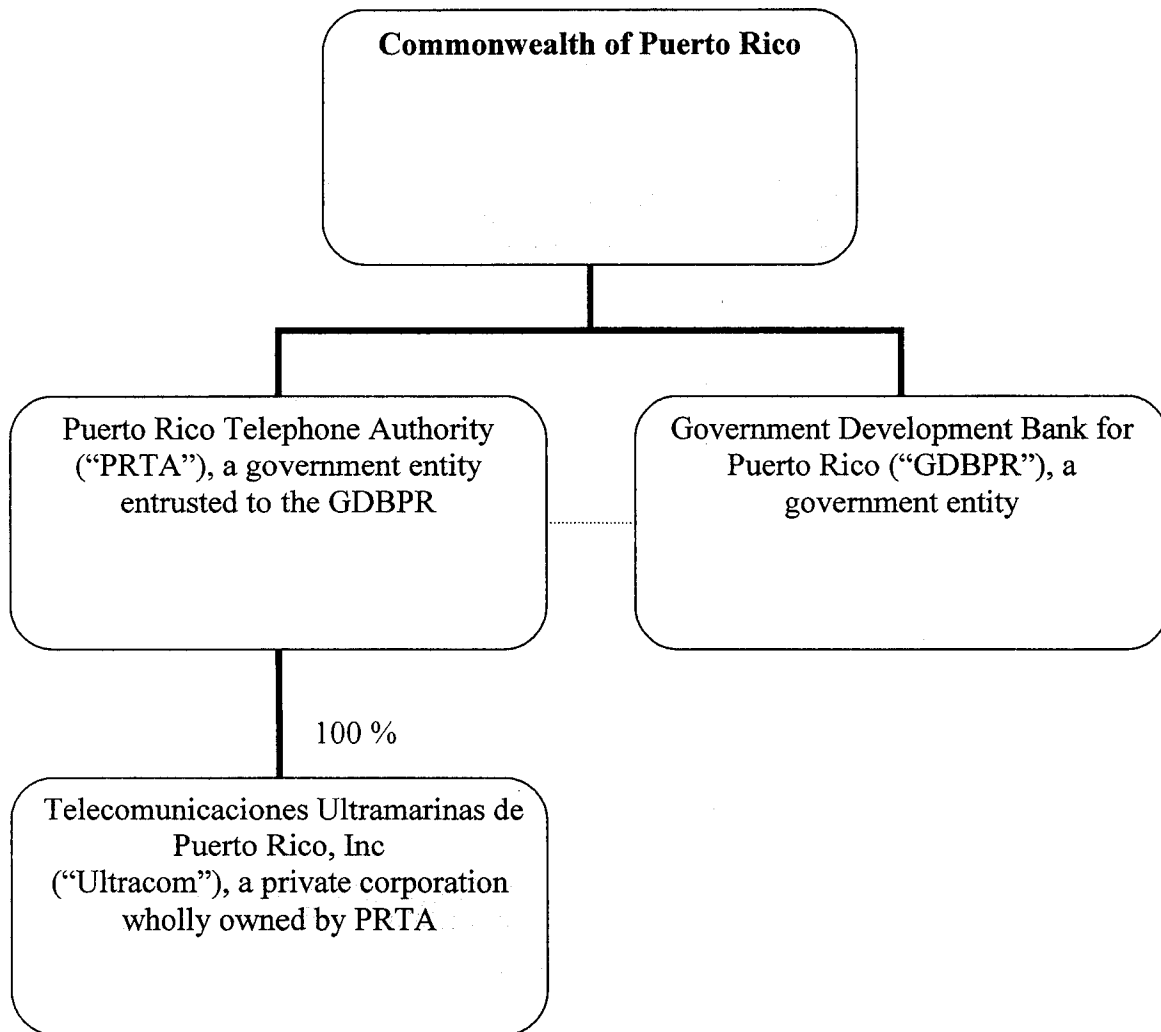 Commonwealth of Puerto Rico
Puerto Rico Telephone Authority
(“PRTA”), a government entity
entrusted to the GDBPR
Government Development Bank for
Puerto Rico (“GDBPR”), a
government entity
100 %
Telecomunicaciones Ultramarinas de
Puerto Rico, Inc
(“Ultracom”), a private corporation
wholly owned by PRTA